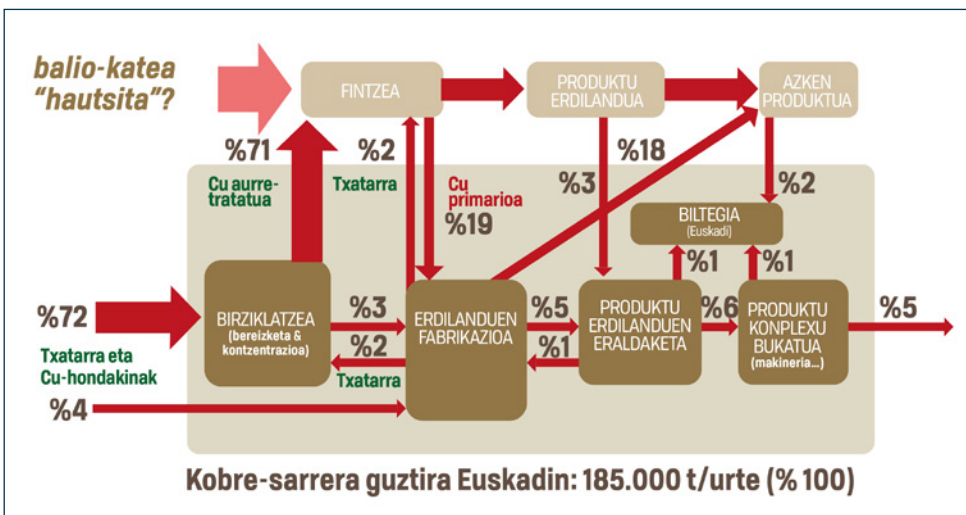 balio-katea
“hautsita”?
FINTZEA
PRODUKTU
ERDILANDUA
AZKEN
PRODUKTUA
%71
Cu aurre-
tratatua
%2
Txatarra
Cu
primarioa
%19
%3
%18
%2
BILTEGIA
(Euskadi)
%1
%1
%72
Txatarra eta
Cu-hondakinak
%4
BIRZIKLATZEA
(bereizketa &
kontzentrazioa)
%3
%2
Txatarra
ERDILANDUEN
FABRIKAZIOA
%5
%1
PRODUKTU
ERDILANDUEN
ERALDAKETA
%6
PRODUKTU
KONPLEXU
BUKATUA
(makineria...)
%5
Kobre-sarrera guztira Euskadin: 185.000 t/urte (% 100)